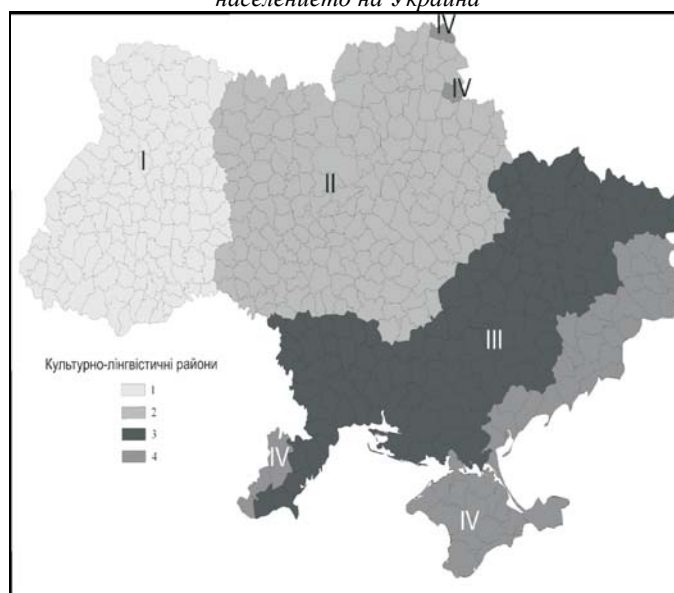 населението на Украйна
IV
IV
I
II
III
Культурно-лінгвістичні райони
1
2
3
4
IV
IV